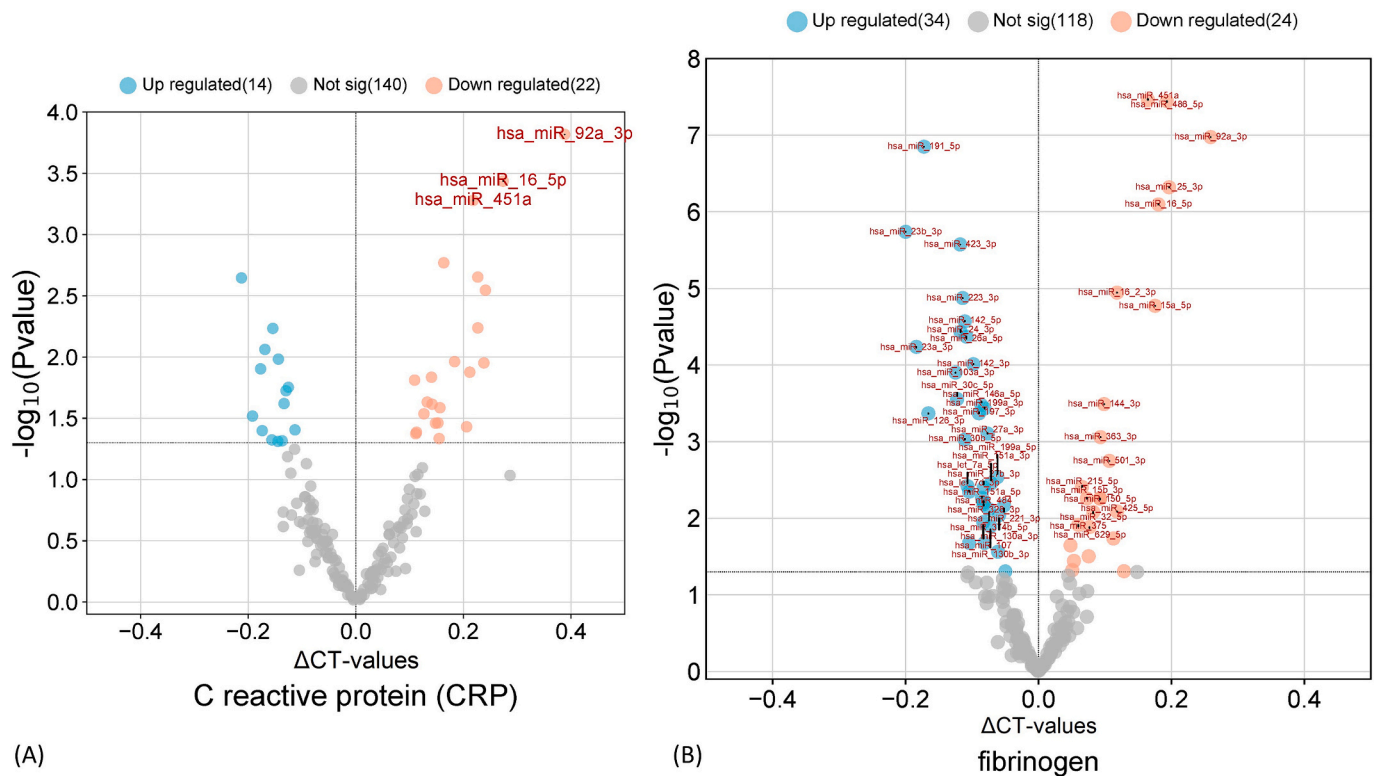 Up regulated(14) Not sig(140) Down regulated(22)
4.0
3.5
3.0
2.5
2.0
1.5
1.0
0.5
0.0
-log10(Pvalue)
hsa_miR_92a_3p
hsa_miR_16_5p
hsa_miR_451a
−0.4 −0.2 0.0 0.2 0.4
ΔCT-values
C reactive protein (CRP)
(A)
Up regulated(34) Not sig(118) Down regulated(24)
8
7
6
5
4
3
2
1
0
-log10(Pvalue)
hsa_miR_451a
hsa_miR_486_5p
hsa_miR_92a_3p
hsa_miR_191_5p
hsa_miR_25_3p
hsa_miR_16_5p
hsa_miR_23b_3p
hsa_miR_423_3p
hsa_miR_223_3p
hsa_miR_16_2_3p
hsa_miR_15a_5p
hsa_miR_142_5p
hsa_miR_24_3p
hsa_miR_26a_5p
hsa_miR_23a_3p
hsa_miR_142_3p
hsa_miR_103a_3p
hsa_miR_30c_5p
hsa_miR_146a_5p
hsa_miR_199a_3p
hsa_miR_197_3p
hsa_miR_126_3p
hsa_miR_144_3p
hsa_miR_27a_3p
hsa_miR_30b_5p
hsa_miR_363_3p
hsa_miR_199a_5p
hsa_miR_151a_3p
hsa_miR_501_3p
hsa_miR_151a_5p
hsa_miR_484
hsa_miR_221_3p
hsa_miR_130a_3p
hsa_miR_107
hsa_miR_130b_3p
hsa_miR_215_5p
hsa_miR_15b_3p
hsa_miR_150_5p
hsa_miR_425_5p
hsa_miR_32_5p
hsa_miR_375
hsa_miR_629_5p
−0.4 −0.2 0.0 0.2 0.4
ΔCT-values
fibrinogen
(B)